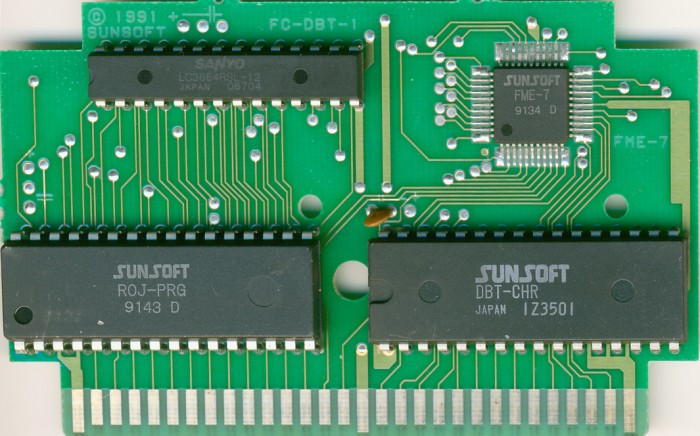 © 1991
SUNSOFT
FC-DBT-1
SANYO
LC3664RSL-12
JAPAN 06704
SUNSOFT
FME-7
9134 D
FME-7
SUNSOFT
ROJ-PRG
9143 D
SUNSOFT
DBT-CHR
JAPAN 1Z3501